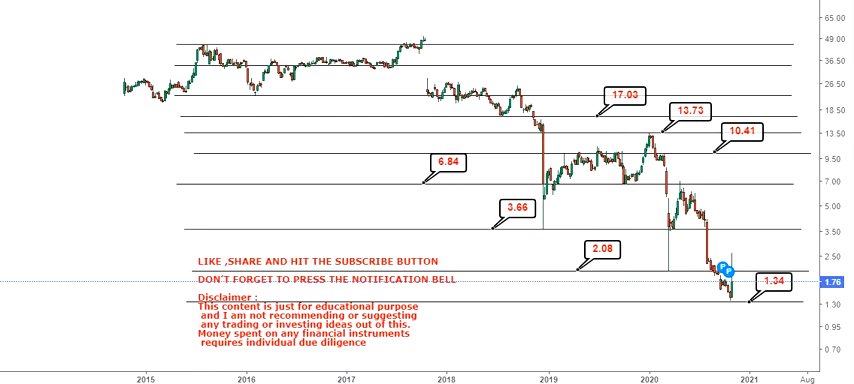 65.00
49.00
36.50
26.50
18.50
17.03
13.73
13.50
10.41
9.50
6.84
7.00
5.00
3.66
3.50
2.08
2.50
LIKE ,SHARE AND HIT THE SUBSCRIBE BUTTON
P
P
DON'T FORGET TO PRESS THE NOTIFICATION BELL
1.34
1.76
Disclaimer :
This content is just for educational purpose
1.30
and I am not recommending or suggesting
any trading or investing ideas out of this.
0.95
Money spent on any financial instruments
requires individual due diligence
0.70
2015 2016 2017 2018 2019 2020 2021 Aug